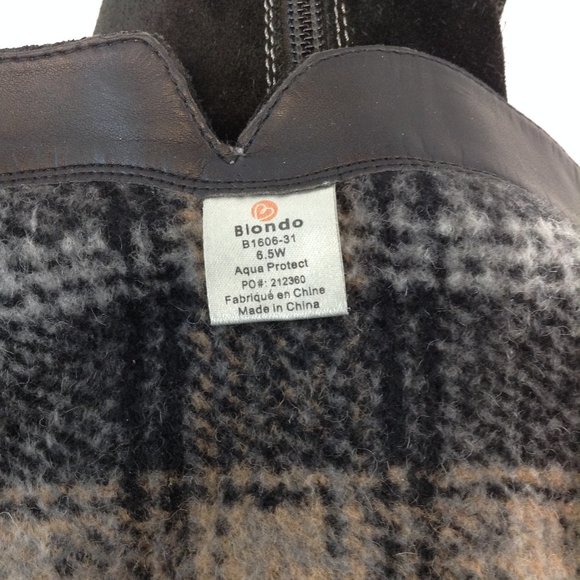 Blondo
B1606-31
6.5W
Aqua Protect
PO#: 212360
Fabriqué en Chine
Made in China